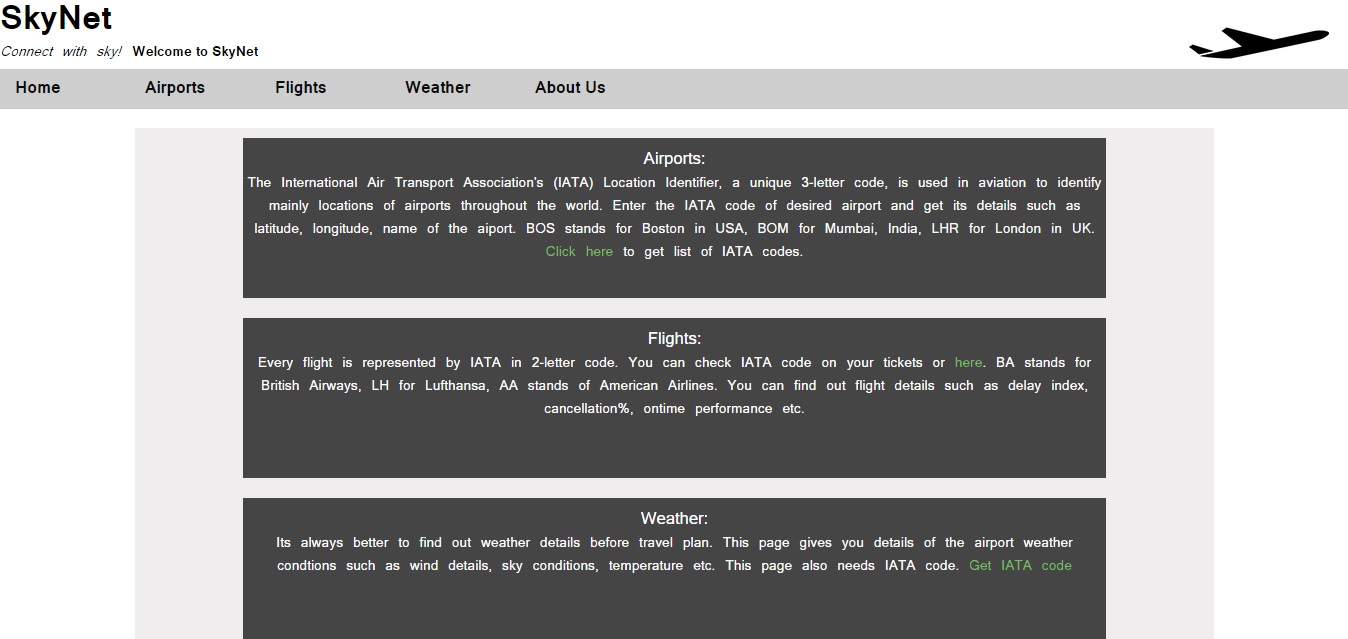 SkyNet
Connect with sky! Welcome to SkyNet
Home Airports Flights Weather About Us
Airports:
The International Air Transport Association's (IATA) Location Identifier, a unique 3-letter code, is used in aviation to identify
mainly locations of airports throughout the world. Enter the IATA code of desired airport and get its details such as
latitude, longitude, name of the aiport. BOS stands for Boston in USA, BOM for Mumbai, India, LHR for London in UK.
Click here to get list of IATA codes.
Flights:
Every flight is represented by IATA in 2-letter code. You can check IATA code on your tickets or here. BA stands for
British Airways, LH for Lufthansa, AA stands of American Airlines. You can find out flight details such as delay index,
cancellation%, ontime performance etc.
Weather:
Its always better to find out weather details before travel plan. This page gives you details of the airport weather
condtions such as wind details, sky conditions, temperature etc. This page also needs IATA code. Get IATA code